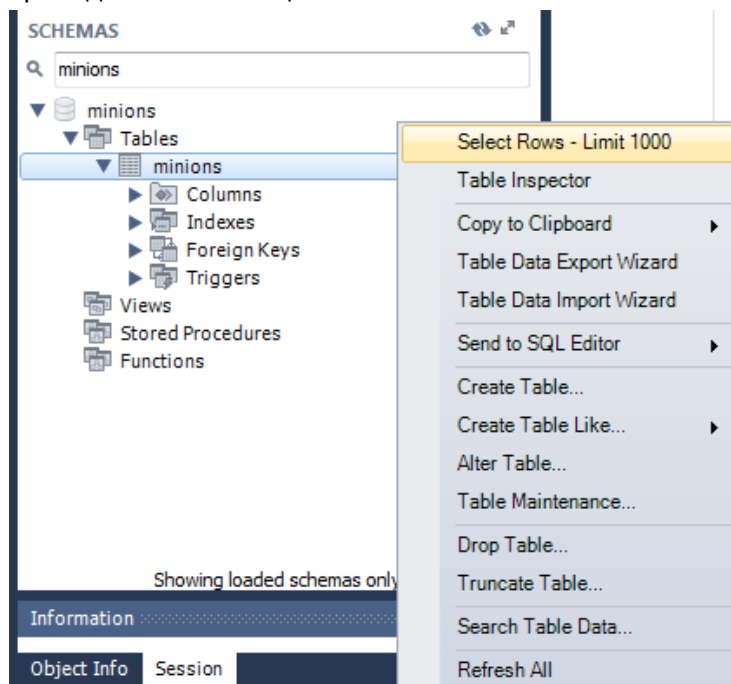 SCHEMAS
minions
minions
Tables
minions
Columns
Indexes
Foreign Keys
Triggers
Views
Stored Procedures
Functions
Showing loaded schemas only
Information
Object Info Session
Select Rows - Limit 1000
Table Inspector
Copy to Clipboard
Table Data Export Wizard
Table Data Import Wizard
Send to SQL Editor
Create Table...
Create Table Like...
Alter Table...
Table Maintenance...
Drop Table...
Truncate Table...
Search Table Data...
Refresh All